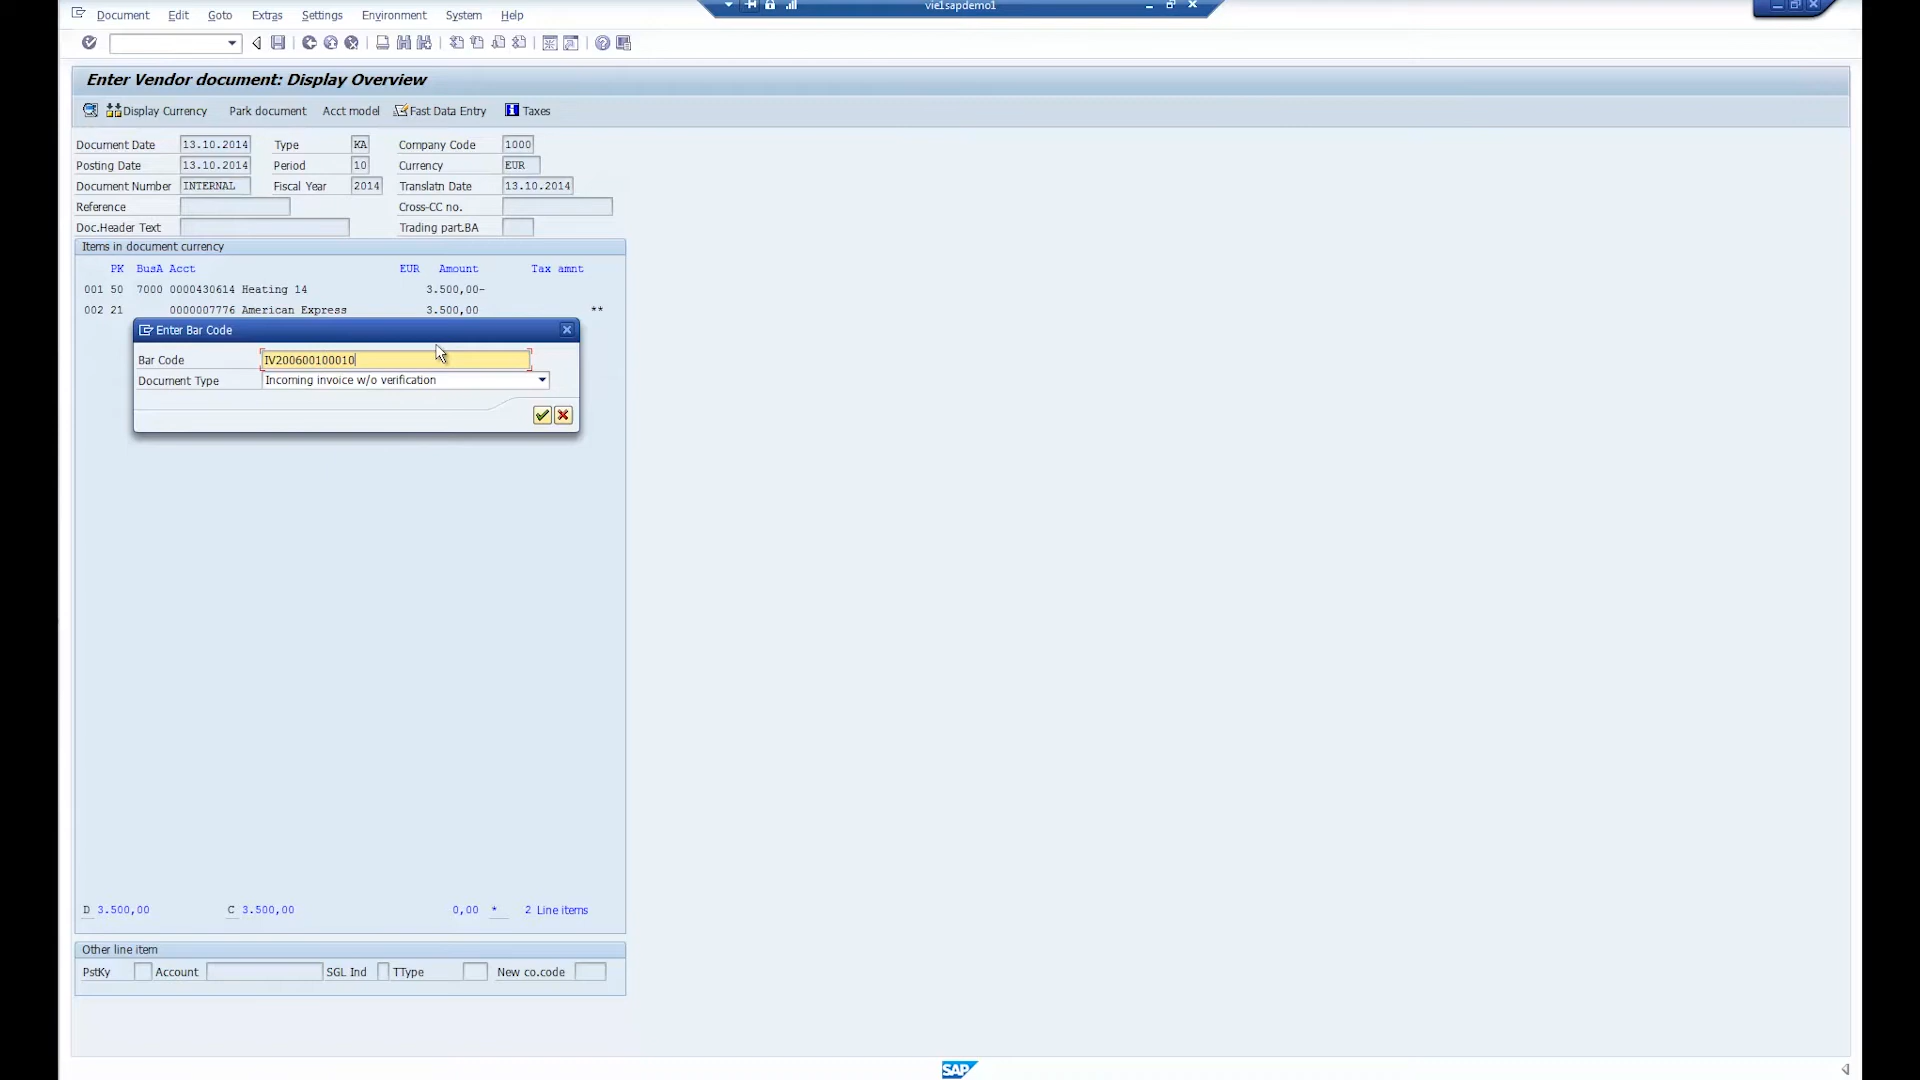 vie1sapdemo1
Document Edit Goto Extras Settings Environment System Help
Enter Vendor document: Display Overview
Display Currency Park document Acct model Fast Data Entry Taxes
Document Date 13.10.2014 Type KA Company Code 1000
Posting Date 13.10.2014 Period 10 Currency EUR
Document Number INTERNAL Fiscal Year 2014 Translatn Date 13.10.2014
Reference Cross-CC no.
Doc.Header Text Trading part.BA
Items in document currency
PK BusA Acct EUR Amount Tax amnt
001 50 7000 0000430614 Heating 14 3.500,00-
002 21 0000007776 American Express 3.500,00 **
Enter Bar Code
Bar Code IV200600100010
Document Type Incoming invoice w/o verification
D 3.500,00 C 3.500,00 0,00 * 2 Line items
Other line item
PstKy Account SGL Ind TType New co.code
SAP